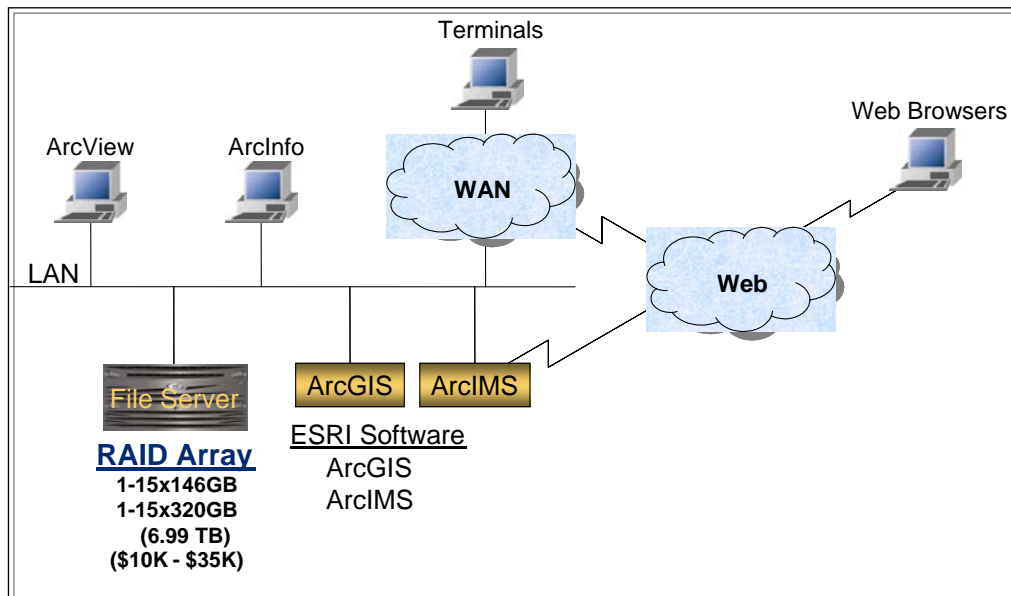 Terminals
Web Browsers
ArcView
ArcInfo
WAN
LAN
Web
File Server
ArcGIS
ArcIMS
RAID Array
1-15x146GB
1-15x320GB
(6.99 TB)
($10K - $35K)
ESRI Software
ArcGIS
ArcIMS